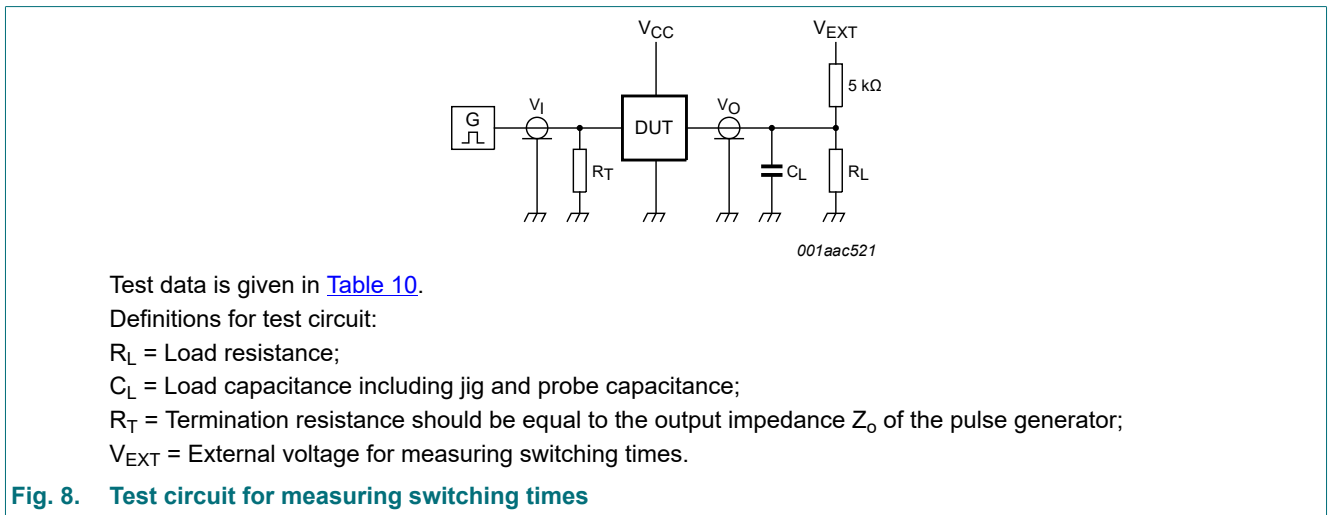 VCC
VEXT
5 kΩ
G
VI
DUT
VO
RT
CL
RL
001aac521
Test data is given in Table 10.
Definitions for test circuit:
RL = Load resistance;
CL = Load capacitance including jig and probe capacitance;
RT = Termination resistance should be equal to the output impedance Zo of the pulse generator;
VEXT = External voltage for measuring switching times.
Fig. 8. Test circuit for measuring switching times